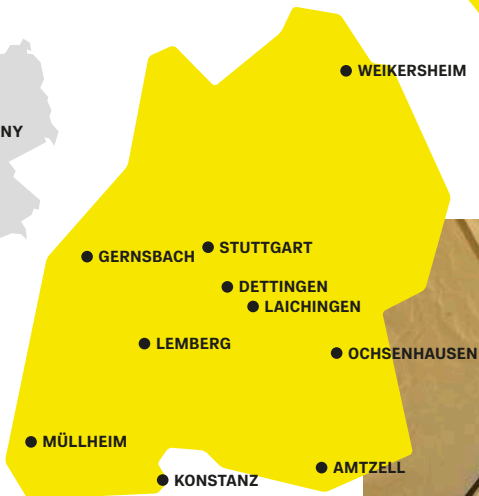 WEIKERSHEIM
NY
STUTTGART
GERNSBACH
DETTINGEN
LAICHINGEN
LEMBERG
OCHSENHAUSEN
MÜLLHEIM
AMTZELL
KONSTANZ